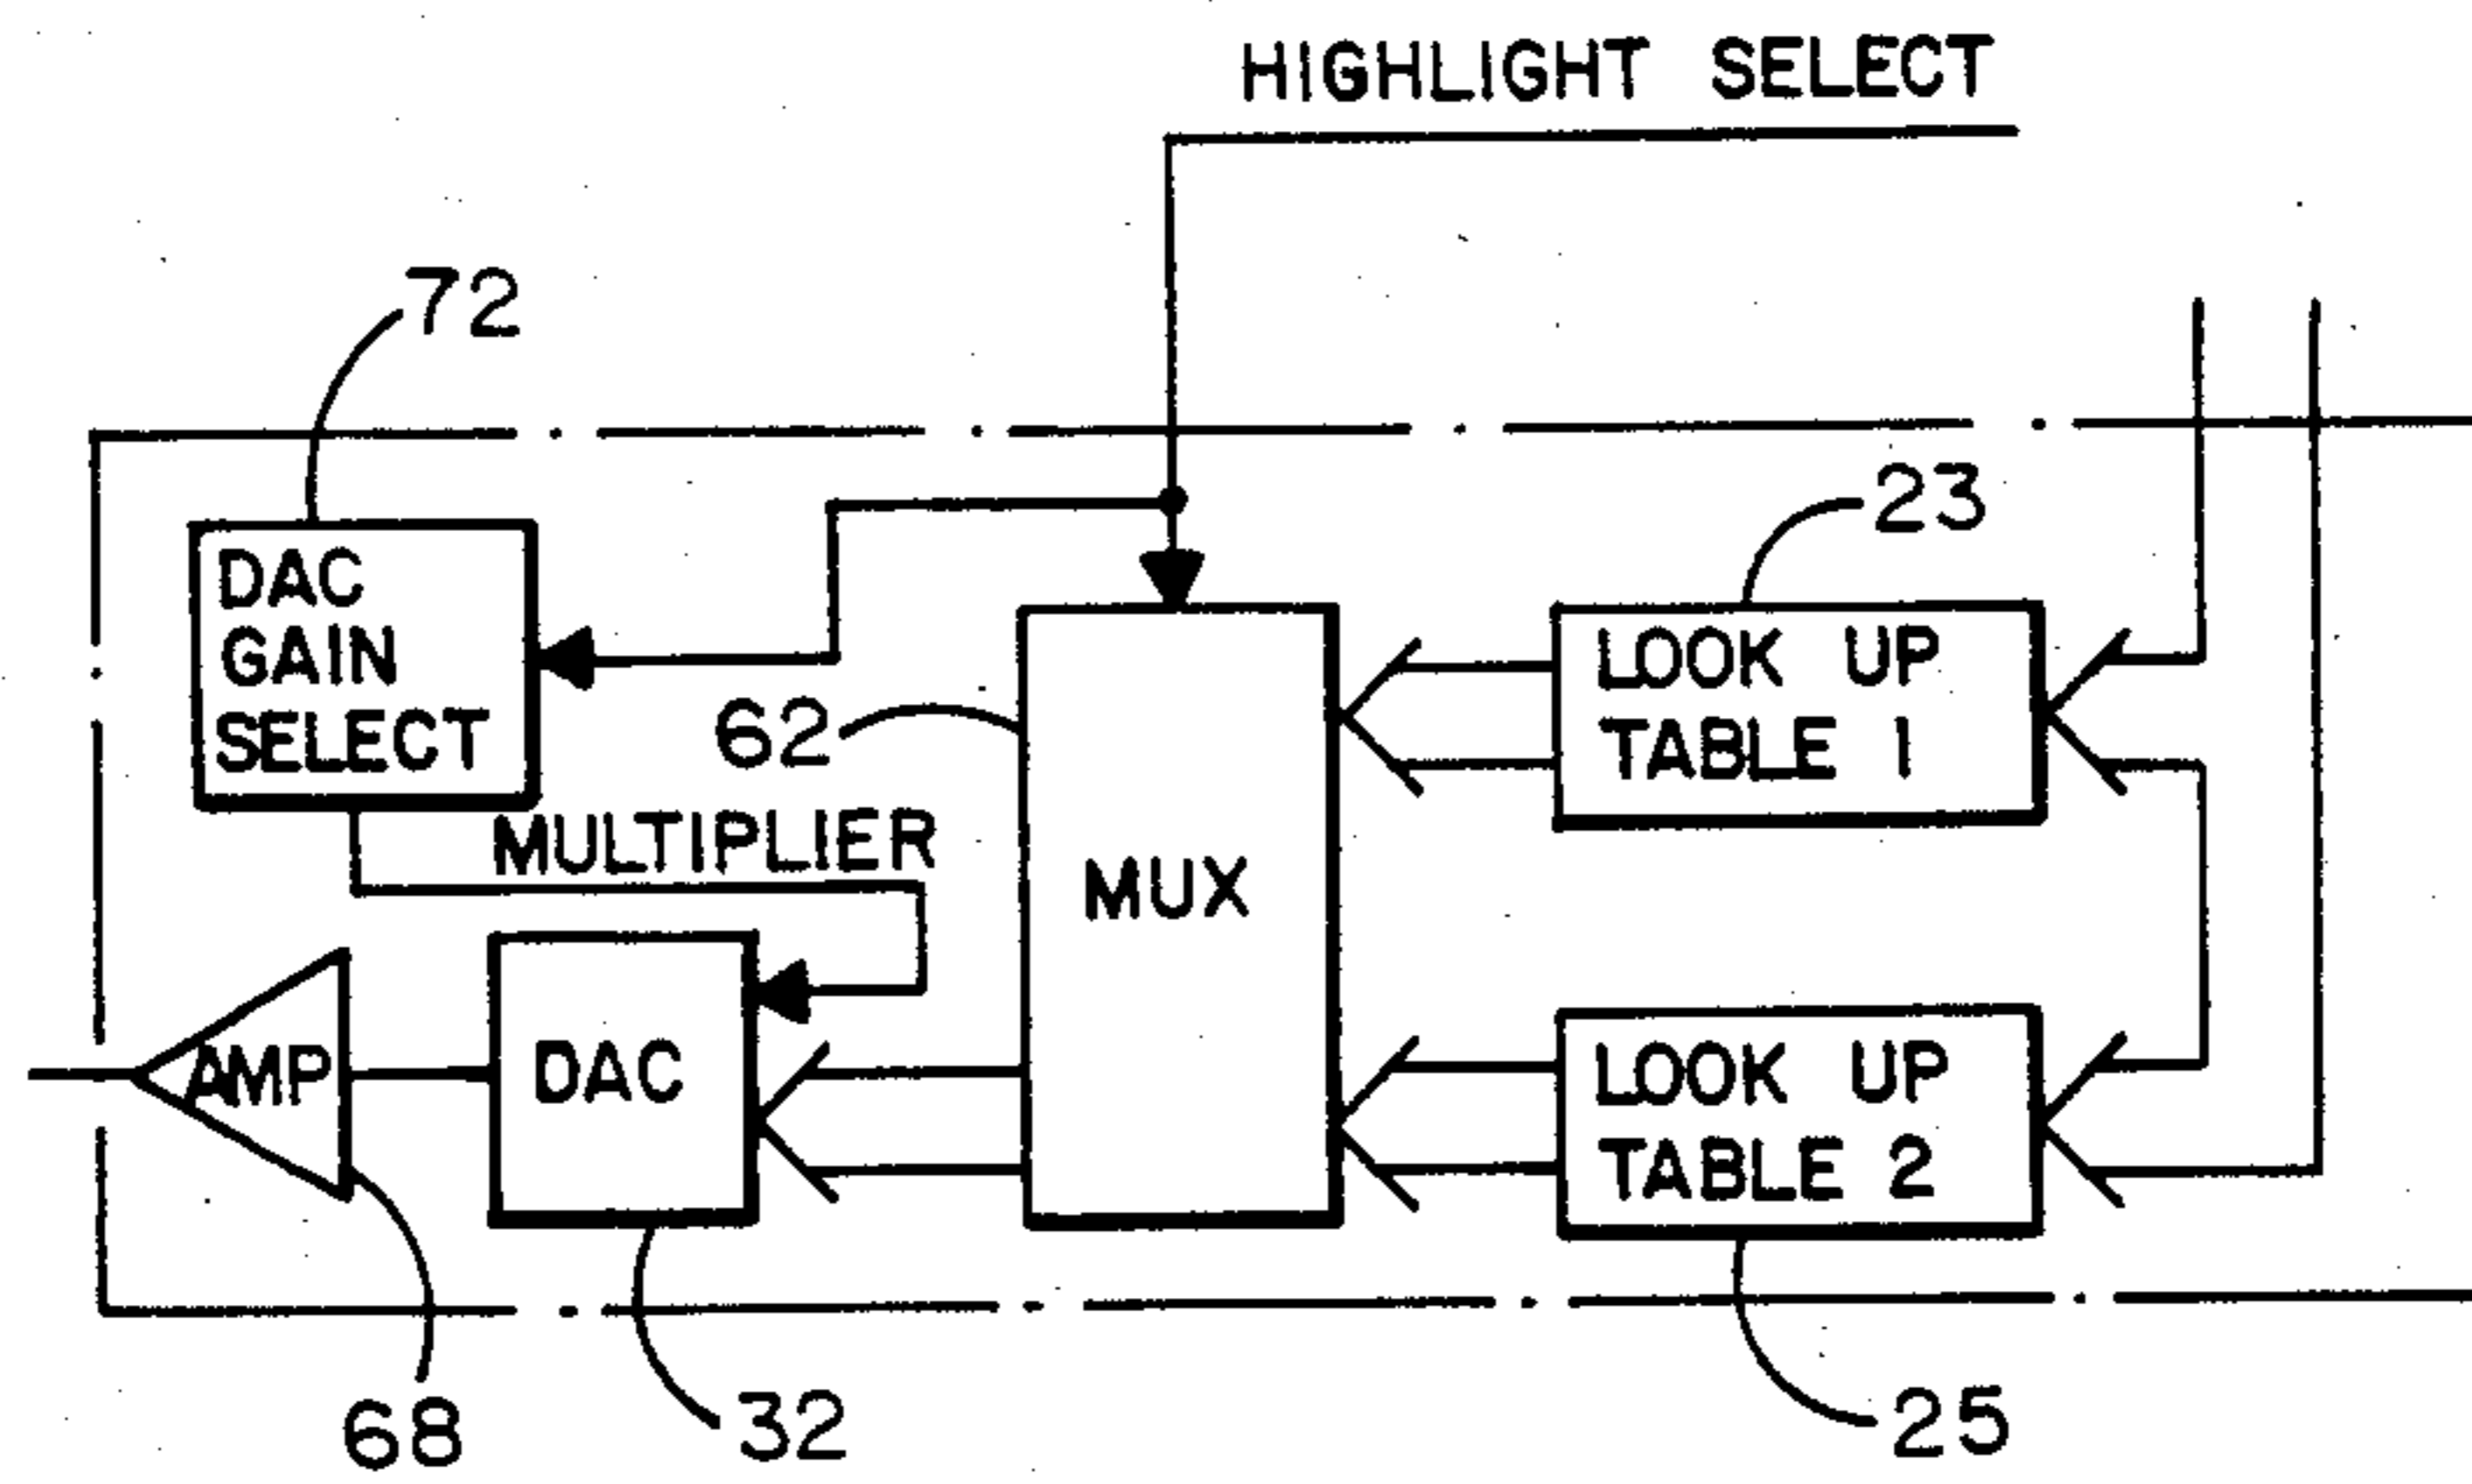 HIGHLIGHT SELECT
72
23
DAC
GAIN
SELECT
62
LOOK UP
TABLE 1
MULTIPLIER
MUX
AMP
DAC
LOOK UP
TABLE 2
68
32
25